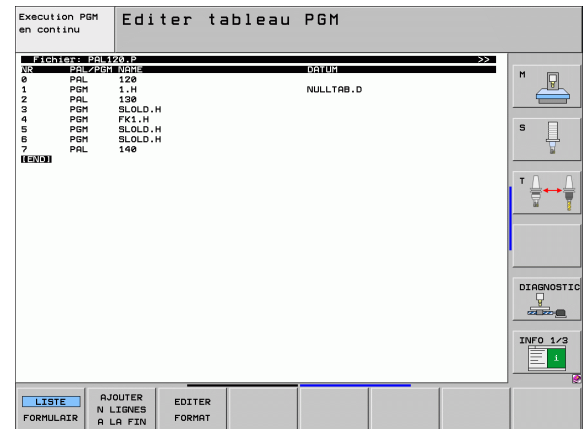 Execution PGM
en continu
Editer tableau PGM
Fichier: PAL120.P >>
NR PAL/PGM NAME DATUM
0 PAL 120
1 PGM 1.H NULLTAB.D
2 PAL 130
3 PGM SLOLD.H
4 PGM FK1.H
5 PGM SLOLD.H
6 PGM SLOLD.H
7 PAL 140
[END]
M
S
T
DIAGNOSTIC
INFO 1/3
i
LISTE
FORMULAIR
AJOUTER
N LIGNES
A LA FIN
EDITER
FORMAT